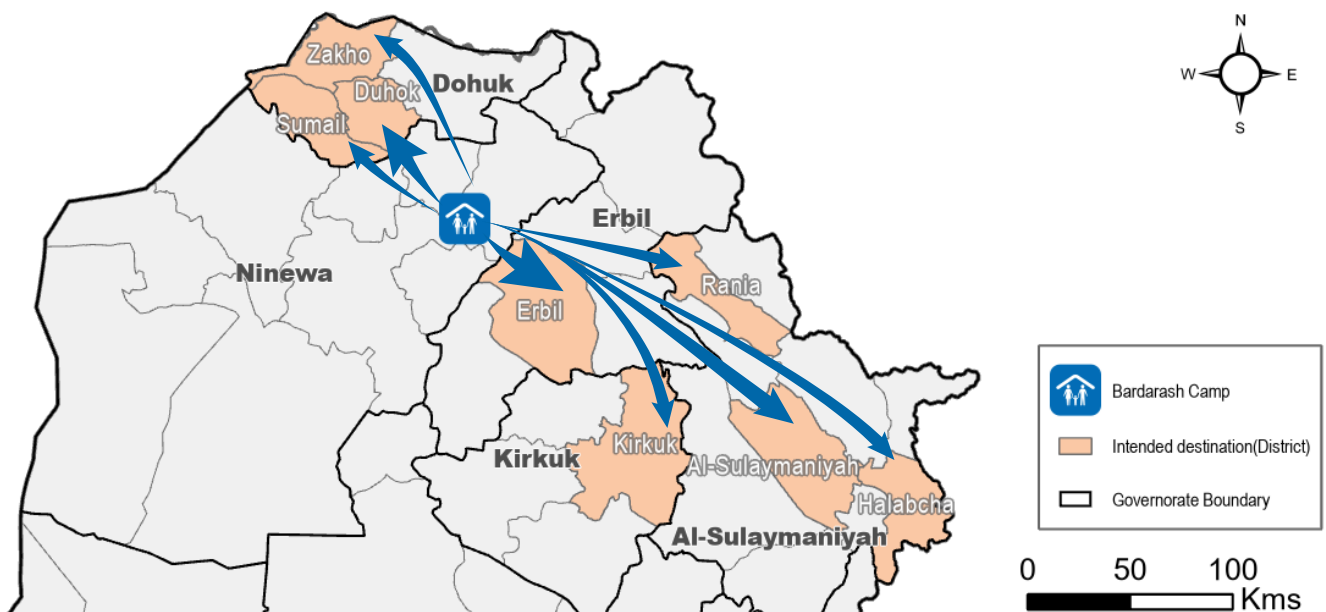 N
W
E
S
Zakho
Dohuk
Duhok
Sumail
Erbil
Ninewa
Rania
Erbil
Kirkuk
Kirkuk
Al-Sulaymaniyah
Halabcha
Al-Sulaymaniyah
Bardarash Camp
Intended destination(District)
Governorate Boundary
0 50 100
Kms